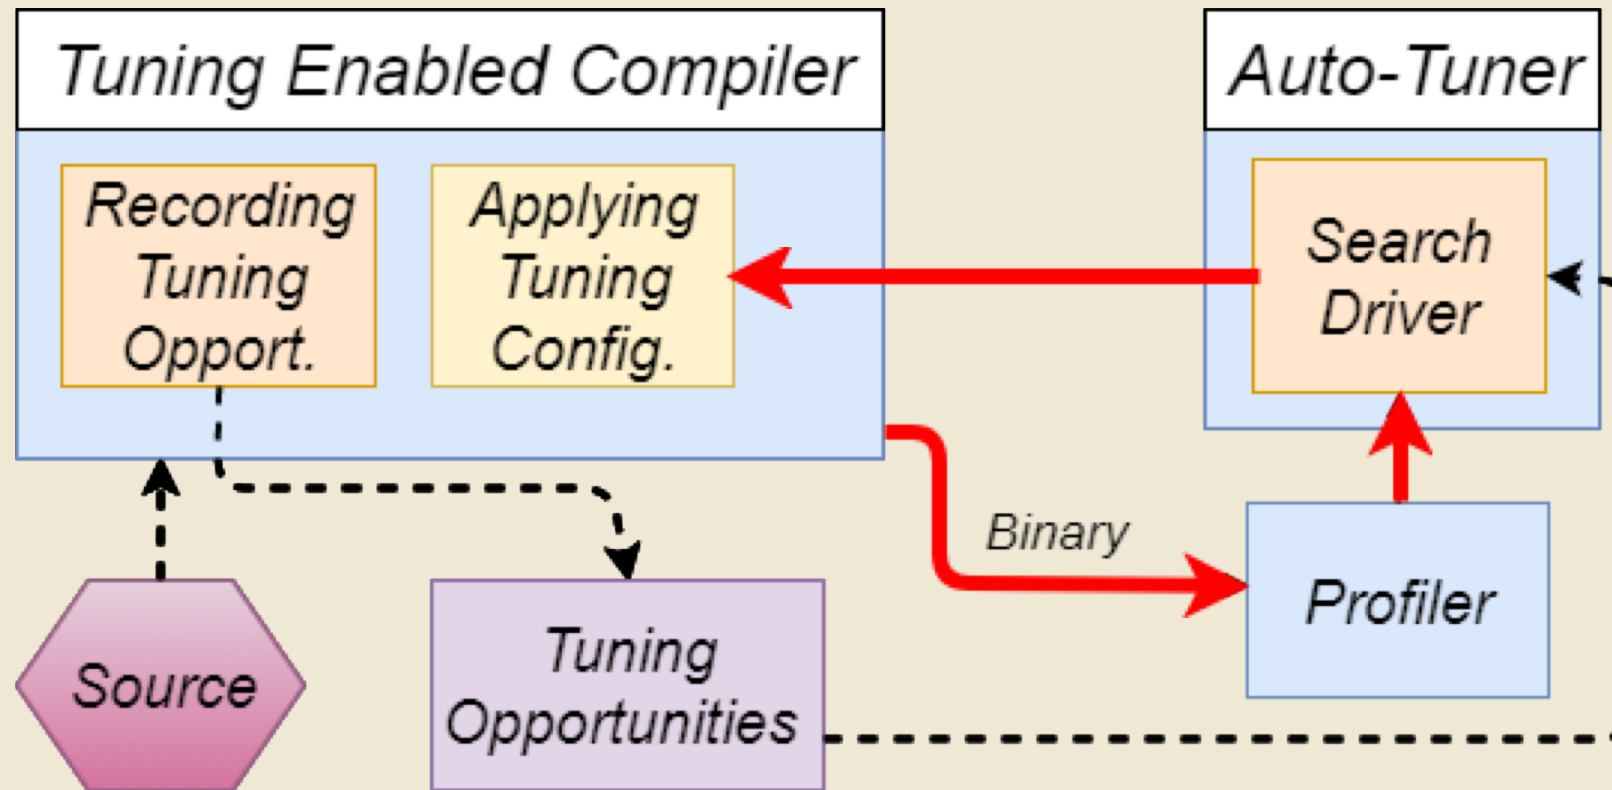 Tuning Enabled Compiler
Auto-Tuner
Recording
Tuning
Opport.
Applying
Tuning
Config.
Search
Driver
Binary
Profiler
Source
Tuning
Opportunities